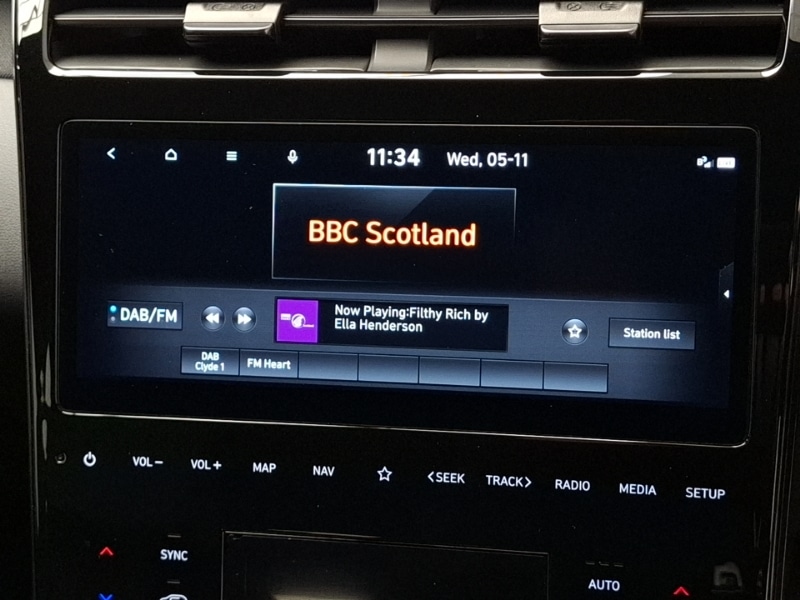 11:34 Wed, 05-11
BBC Scotland
DAB/FM
Now Playing:Filthy Rich by
Ella Henderson
Station list
DAB
Clyde 1
FM Heart
VOL− VOL+ MAP NAV <SEEK TRACK> RADIO MEDIA SETUP
SYNC
AUTO